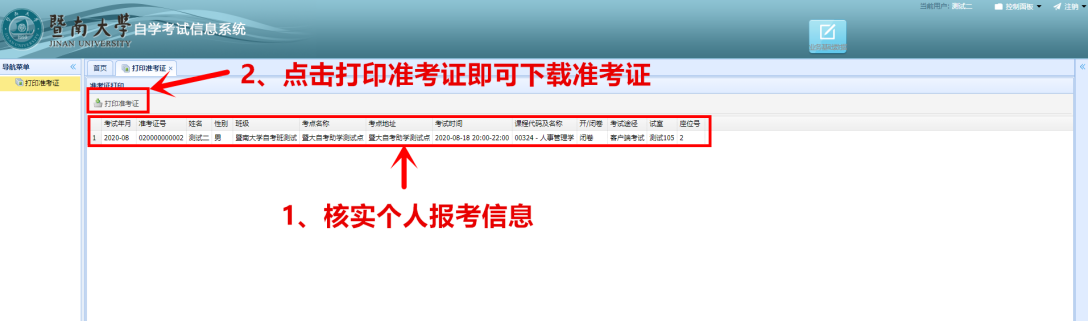 当前用户: 测试二 控制面板 注销
暨南大学 自学考试信息系统
JINAN UNIVERSITY
导航菜单 «
首页 打印准考证 ×
打印准考证
准考证打印
2、点击打印准考证即可下载准考证
打印准考证
考试年月 准考证号 姓名 性别 班级 考点名称 考点地址 考试时间 课程代码及名称 开/闭卷 考试途径 试室 座位号
1 2020-08 020000000002 测试二 男 暨南大学自考班测试 暨大自考助学测试点 暨大自考助学测试点 2020-08-18 20:00-22:00 00324 - 人事管理学 闭卷 客户端考试 测试105 2
1、核实个人报考信息